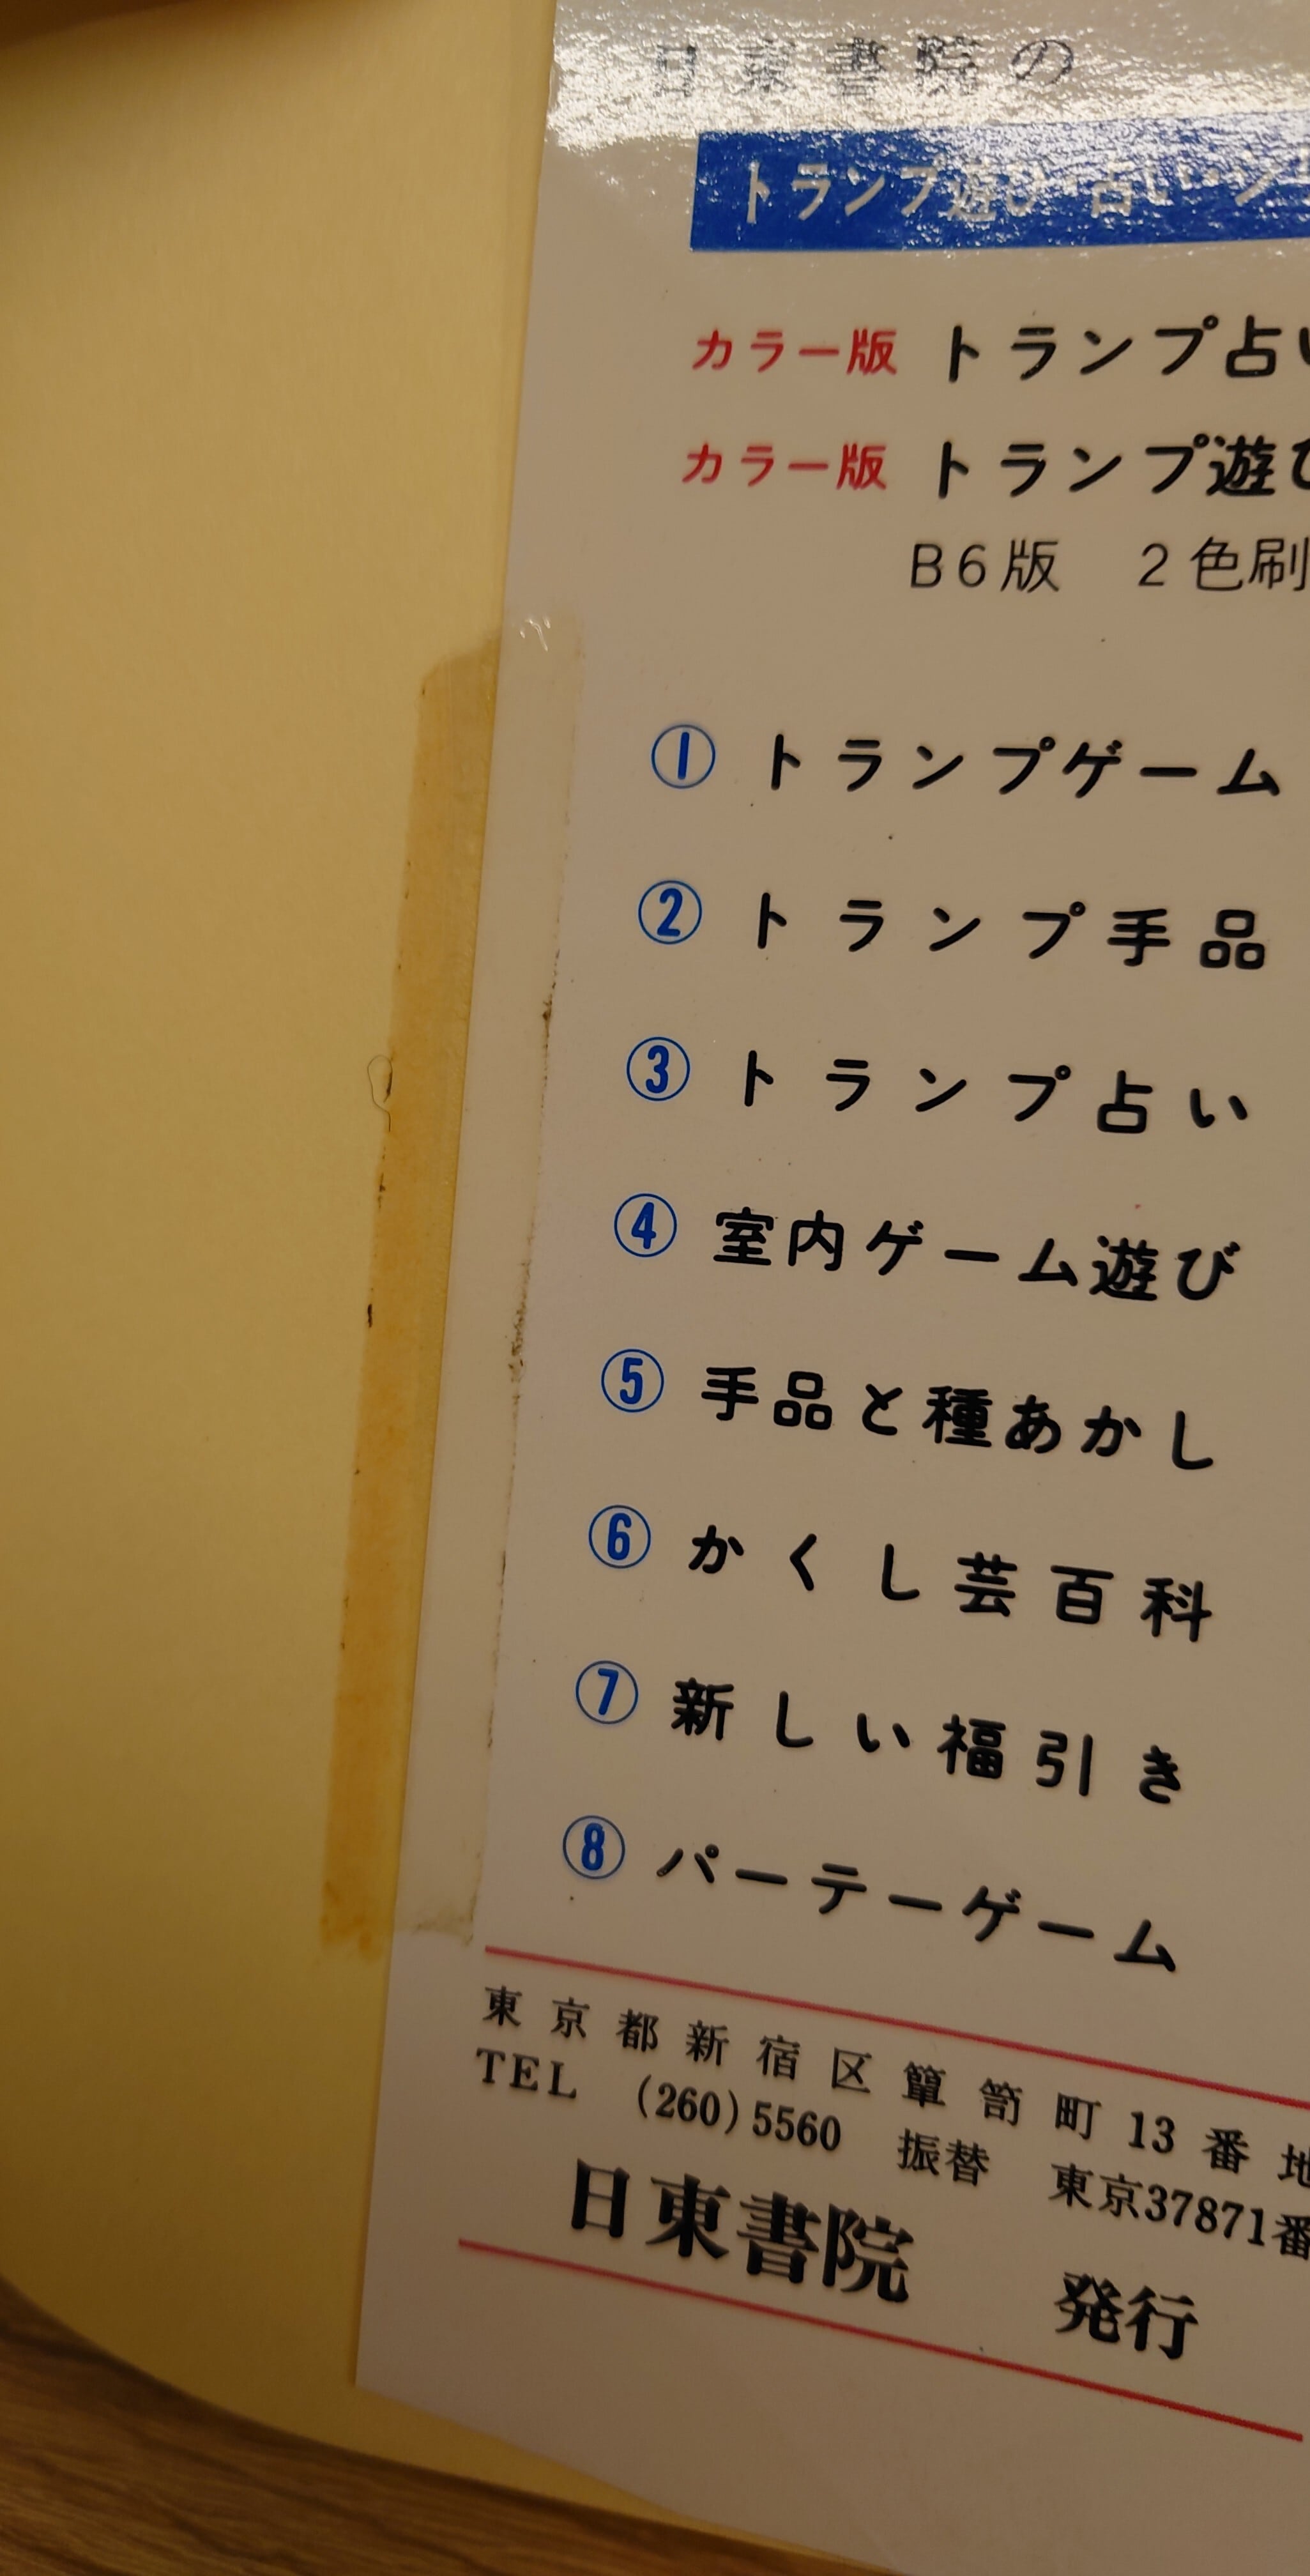 日東書院の
トランプ遊び・占い・シ
カラー版 トランプ占い
カラー版 トランプ遊び
B6版 2色刷
① トランプゲーム
② トランプ手品
③ トランプ占い
④ 室内ゲーム遊び
⑤ 手品と種あかし
⑥ かくし芸百科
⑦ 新しい福引き
⑧ パーテーゲーム
東京都新宿区簞笥町13番地
TEL (260)5560 振替 東京37871番
日東書院 発行